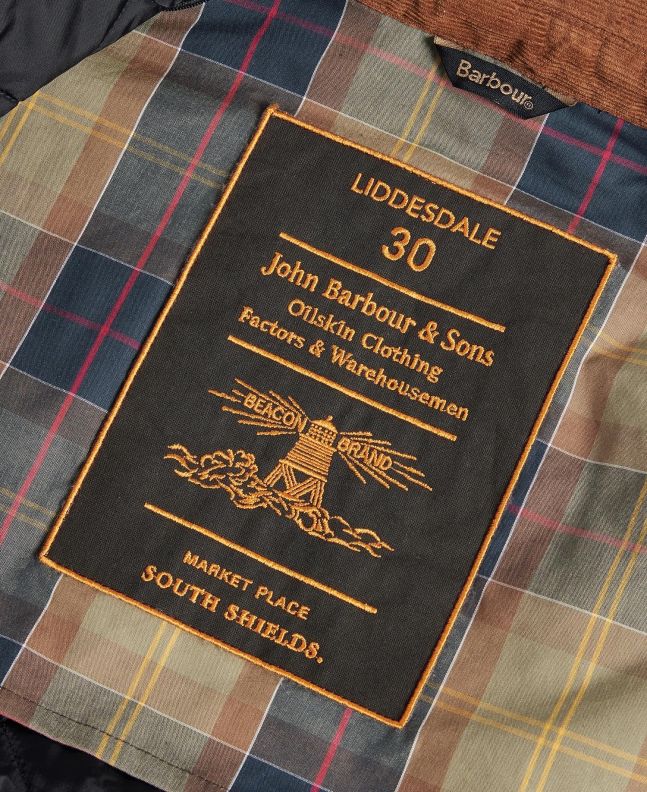 Barbour®
LIDDESDALE
30
John Barbour & Sons
Oilskin Clothing
Factors & Warehousemen
BEACON BRAND
MARKET PLACE
SOUTH SHIELDS.